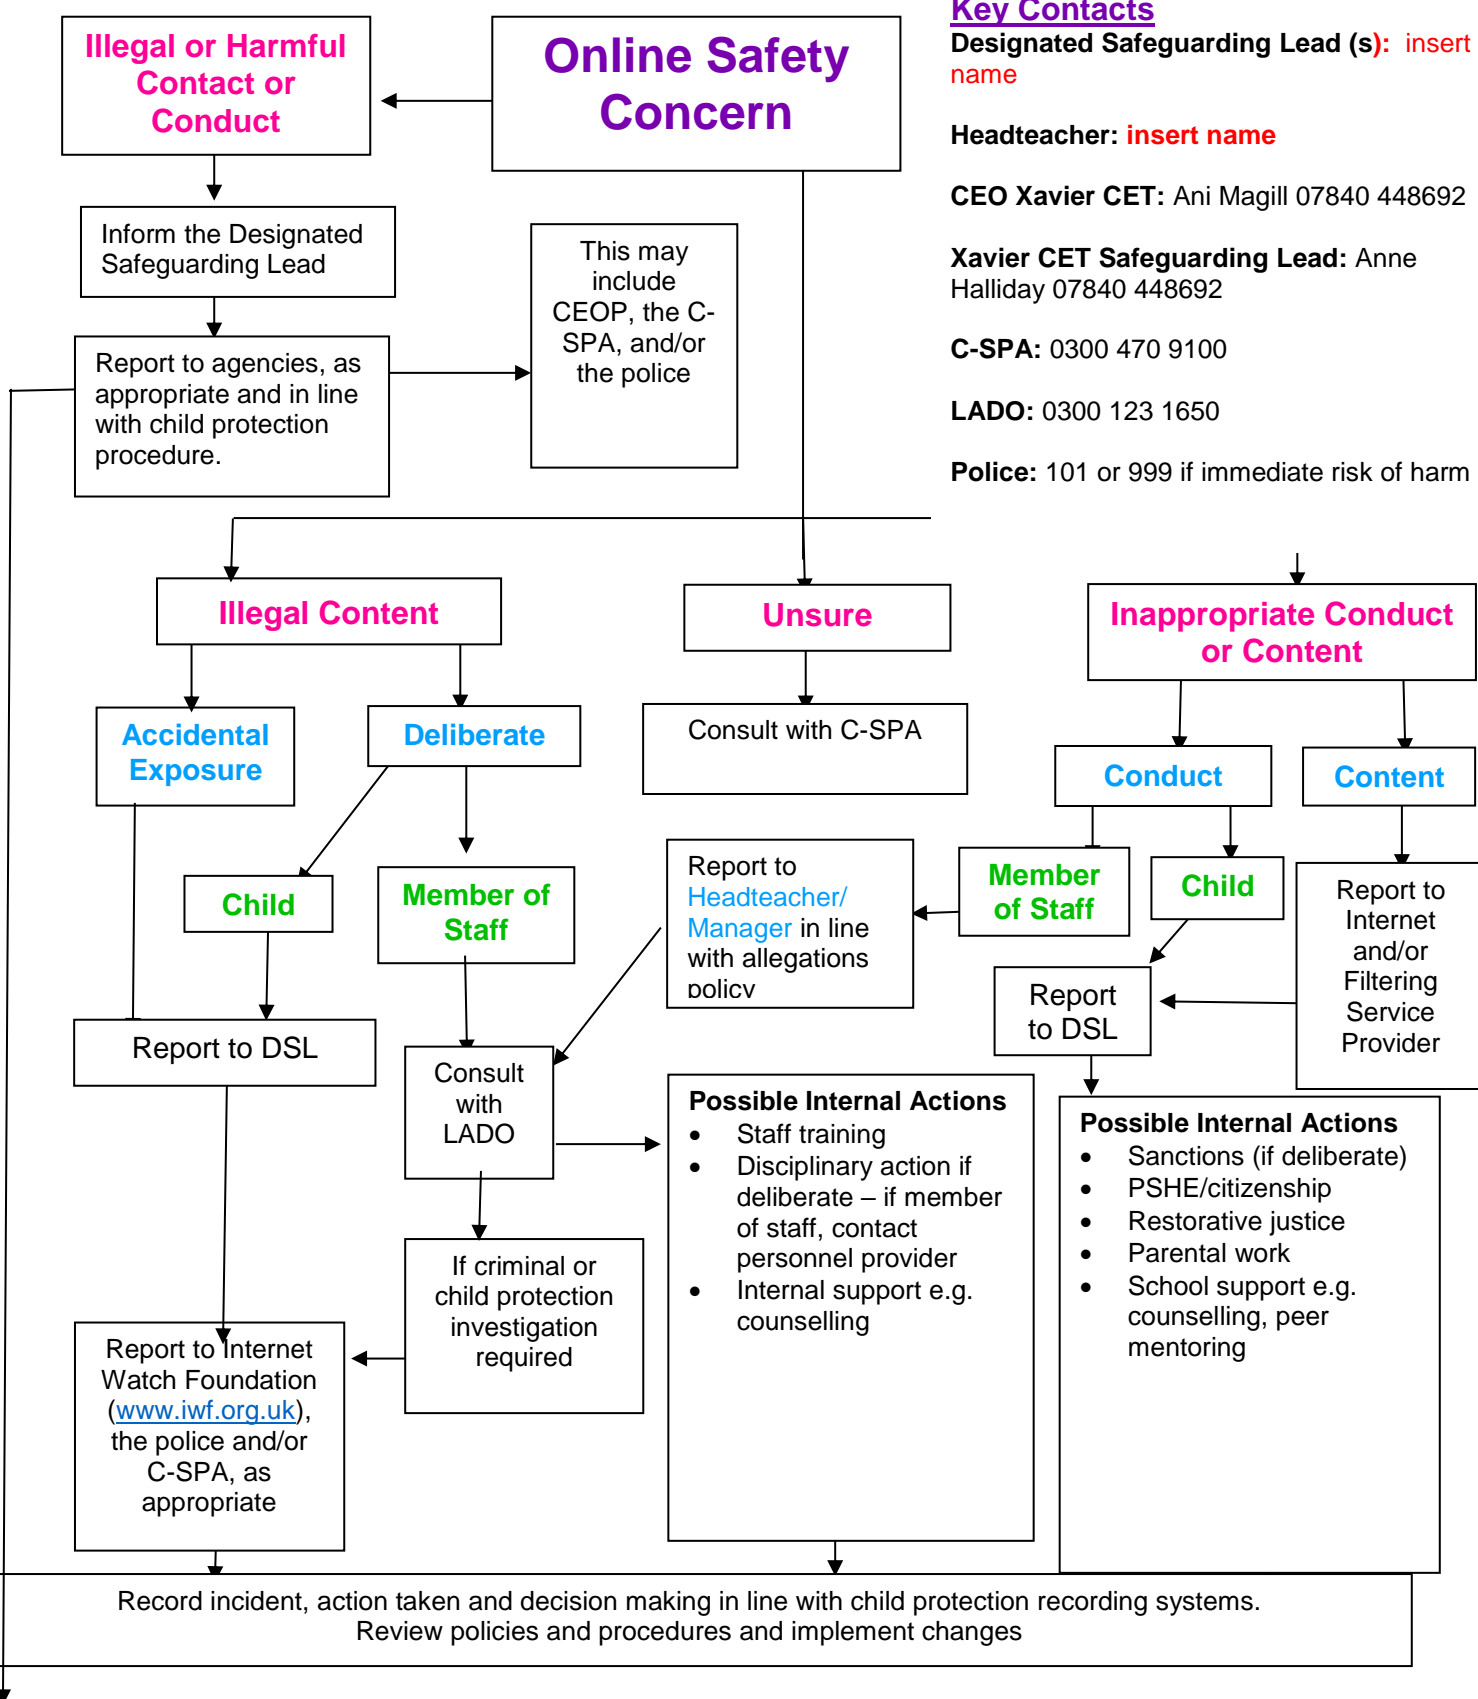 Key Contacts
Designated Safeguarding Lead (s): insert
name
Headteacher: insert name
CEO Xavier CET: Ani Magill 07840 448692
Xavier CET Safeguarding Lead: Anne
Halliday 07840 448692
C-SPA: 0300 470 9100
LADO: 0300 123 1650
Police: 101 or 999 if immediate risk of harm
Online Safety
Concern
Illegal or Harmful
Contact or
Conduct
Inform the Designated
Safeguarding Lead
Report to agencies, as
appropriate and in line
with child protection
procedure.
This may
include
CEOP, the C-
SPA, and/or
the police
Illegal Content
Unsure
Inappropriate Conduct
or Content
Accidental
Exposure
Deliberate
Consult with C-SPA
Conduct
Content
Child
Member of
Staff
Report to
Headteacher/
Manager in line
with allegations
policy
Member
of Staff
Child
Report to
Internet
and/or
Filtering
Service
Provider
Report to DSL
Consult
with
LADO
Report
to DSL
Possible Internal Actions
• Staff training
• Disciplinary action if
deliberate – if member
of staff, contact
personnel provider
• Internal support e.g.
counselling
Possible Internal Actions
• Sanctions (if deliberate)
• PSHE/citizenship
• Restorative justice
• Parental work
• School support e.g.
counselling, peer
mentoring
If criminal or
child protection
investigation
required
Report to Internet
Watch Foundation
(www.iwf.org.uk),
the police and/or
C-SPA, as
appropriate
Record incident, action taken and decision making in line with child protection recording systems.
Review policies and procedures and implement changes